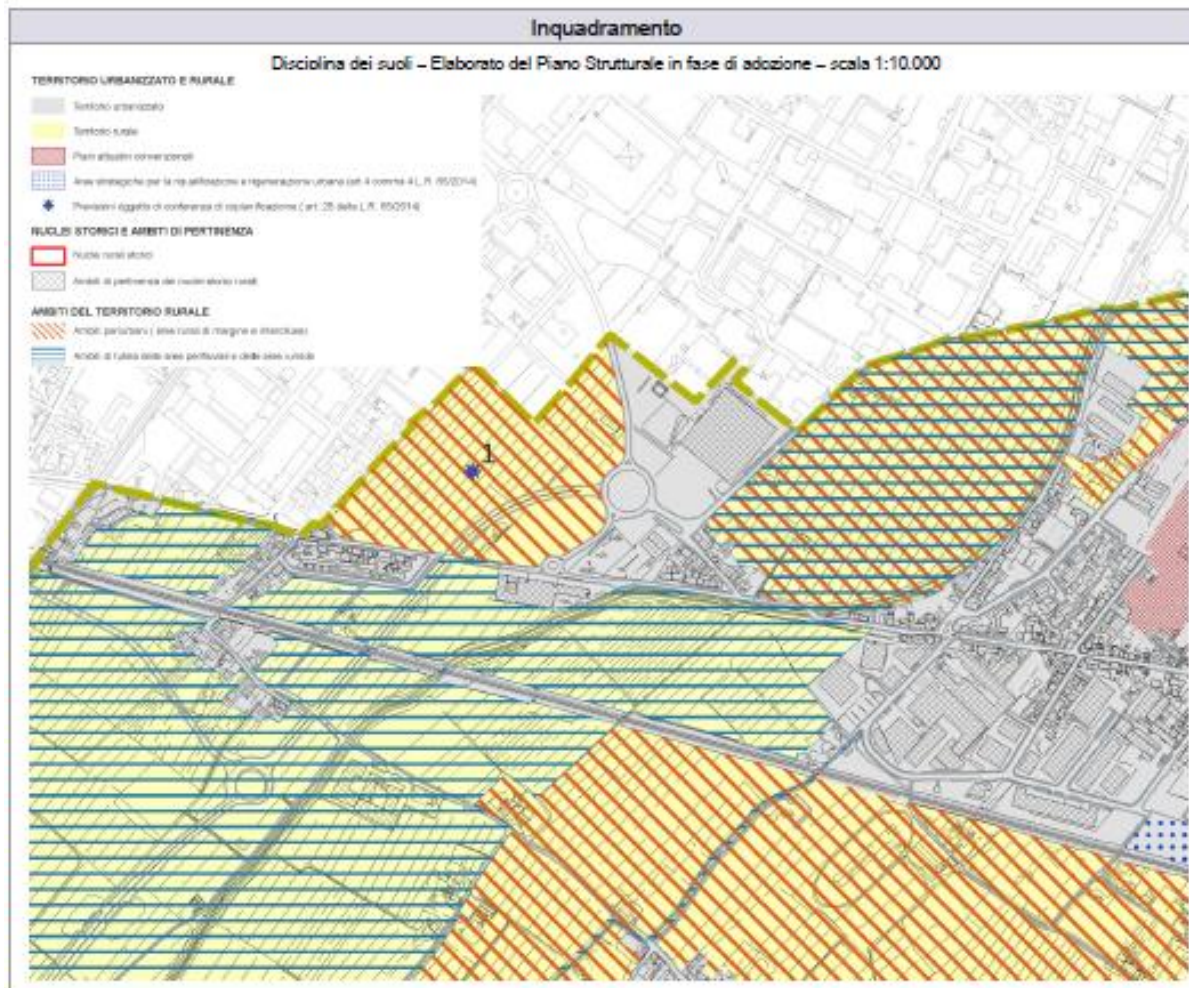 Inquadramento
Disciolina dei suoli – Elaborato del Piano Strutturale in fase di adozione – scala 1:10.000
TERRITORIO URBANIZZATO E RURALE
Territorio urbanizzato
Territorio rurale
Piani attuativi convenzionati
Aree strategiche per la riqualificazione e rigenerazione urbana (art 4 comma 4 L.R. 65/2014)
Previsioni oggetto di conferenza di copianificazione ( art. 25 della L.R. 65/2014)
NUCLEI STORICI E AMBITI DI PERTINENZA
Nuclei rurali storici
Ambiti di pertinenza dei nuclei storici rurali
AMBITI DEL TERRITORIO RURALE
Ambiti periurbani ( aree rurali di margine e intercluse)
Ambiti di tutela delle aree perifluviali e delle aree umide
1